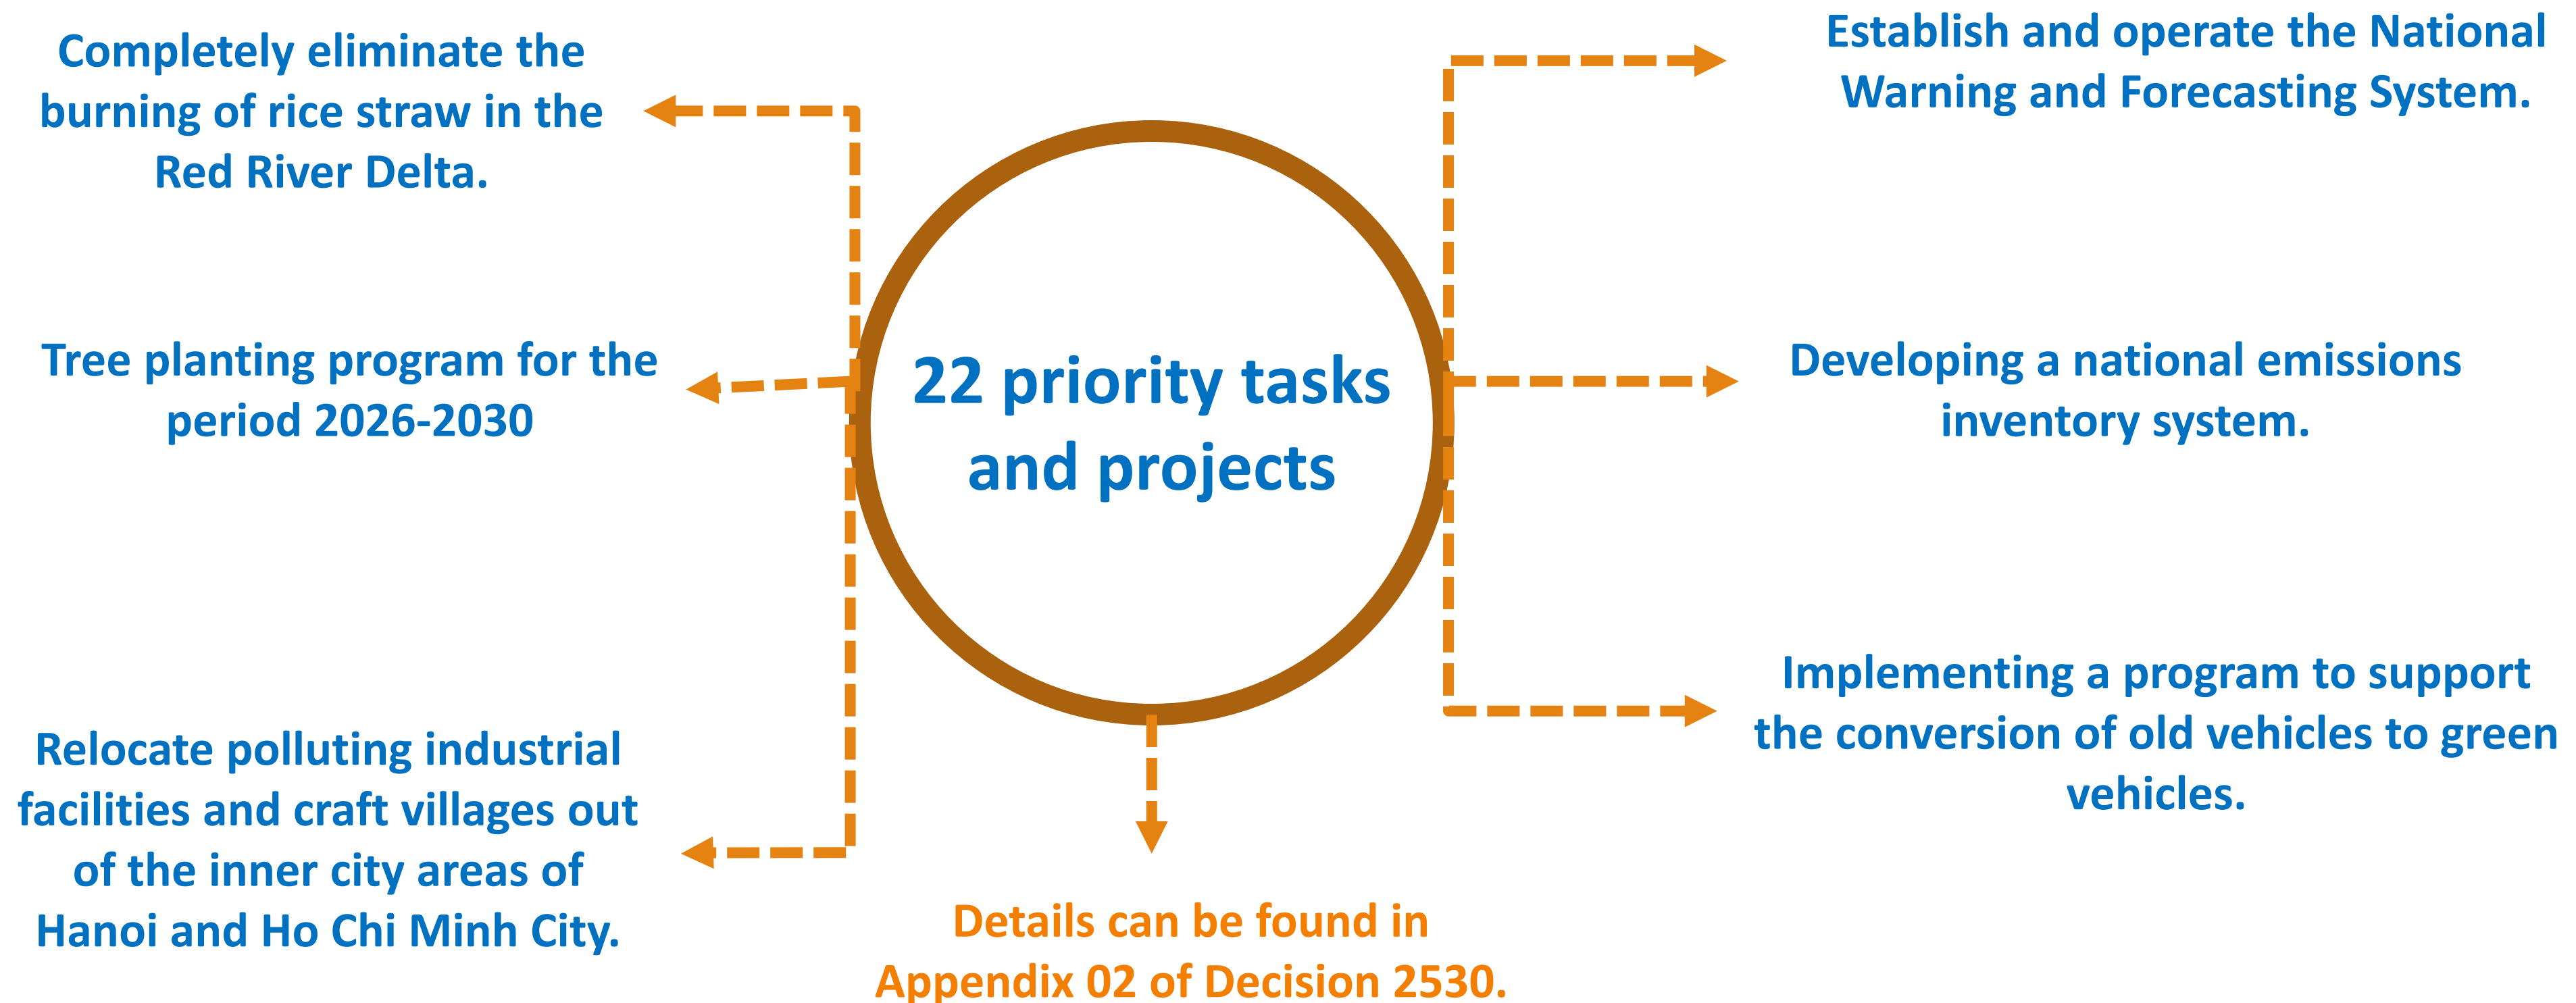 Completely eliminate the
burning of rice straw in the
Red River Delta.
Tree planting program for the
period 2026-2030
Relocate polluting industrial
facilities and craft villages out
of the inner city areas of
Hanoi and Ho Chi Minh City.
22 priority tasks
and projects
Details can be found in
Appendix 02 of Decision 2530.
Establish and operate the National
Warning and Forecasting System.
Developing a national emissions
inventory system.
Implementing a program to support
the conversion of old vehicles to green
vehicles.